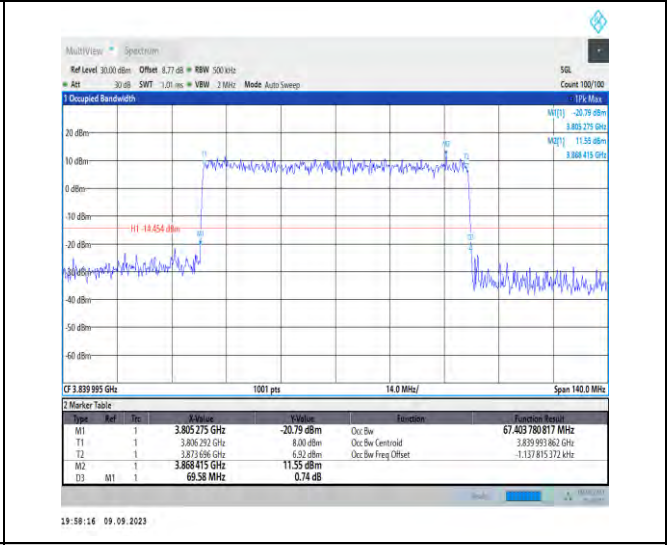 MultiView Spectrum
Ref Level 30.00 dBm Offset 8.77 dB RBW 500 kHz SGL
Att 30 dB SWT 1.01 ms VBW 2 MHz Mode Auto Sweep Count 100/100
1 Occupied Bandwidth 1Pk Max
M1[1] -20.79 dBm
3.805 275 GHz
M2[1] 11.55 dBm
3.868 415 GHz
20 dBm
M2
T1
T2
10 dBm
0 dBm
-10 dBm
H1 -14.454 dBm
M1
D3
-20 dBm
-30 dBm
-40 dBm
-50 dBm
-60 dBm
CF 3.839 995 GHz 1001 pts 14.0 MHz/ Span 140.0 MHz
2 Marker Table
Type Ref Trc X-Value Y-Value Function Function Result
M1 1 3.805 275 GHz -20.79 dBm Occ Bw 67.403 780 817 MHz
T1 1 3.806 292 GHz 8.00 dBm Occ Bw Centroid 3.839 993 862 GHz
T2 1 3.873 696 GHz 6.92 dBm Occ Bw Freq Offset -1.137 815 372 kHz
M2 1 3.868 415 GHz 11.55 dBm
D3 M1 1 69.58 MHz 0.74 dB
Ready
19:58:16 09.09.2023